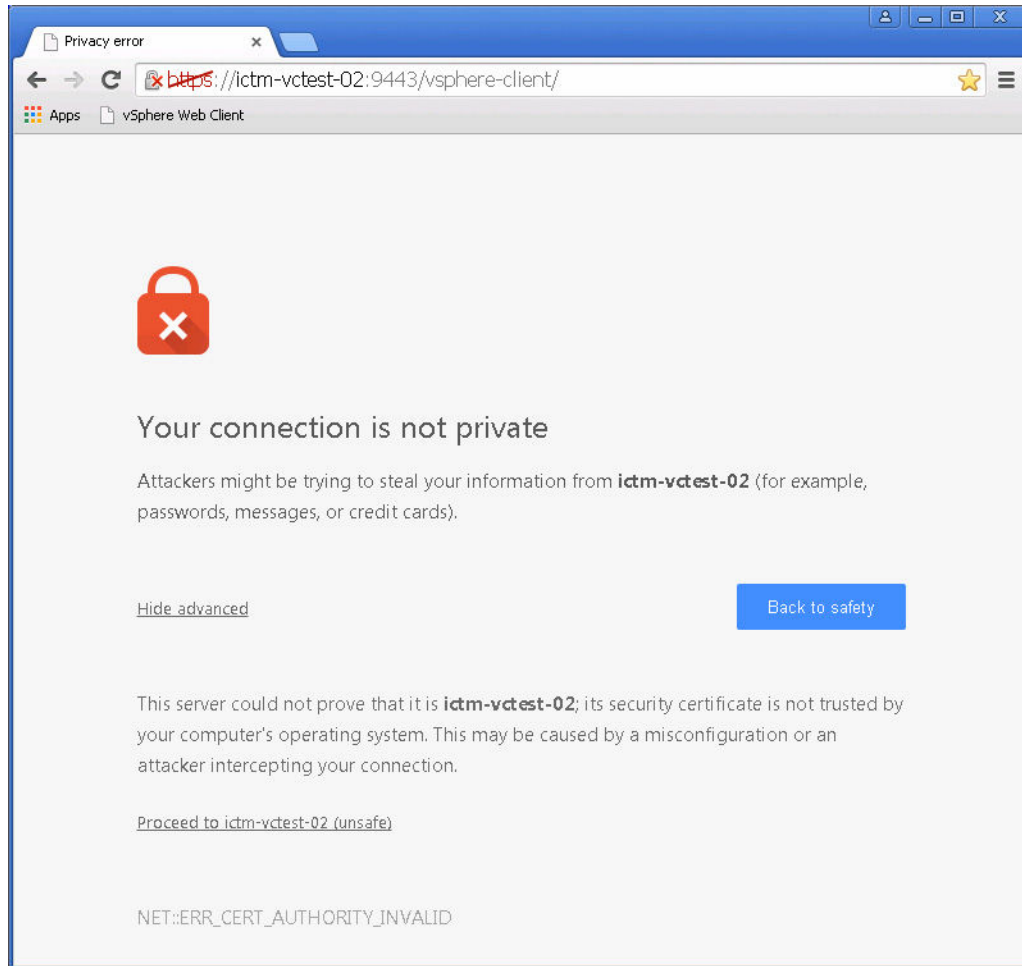 Privacy error
https://ictm-vctest-02:9443/vsphere-client/
Apps vSphere Web Client
Your connection is not private
Attackers might be trying to steal your information from ictm-vctest-02 (for example,
passwords, messages, or credit cards).
Hide advanced Back to safety
This server could not prove that it is ictm-vctest-02; its security certificate is not trusted by
your computer's operating system. This may be caused by a misconfiguration or an
attacker intercepting your connection.
Proceed to ictm-vctest-02 (unsafe)
NET::ERR_CERT_AUTHORITY_INVALID